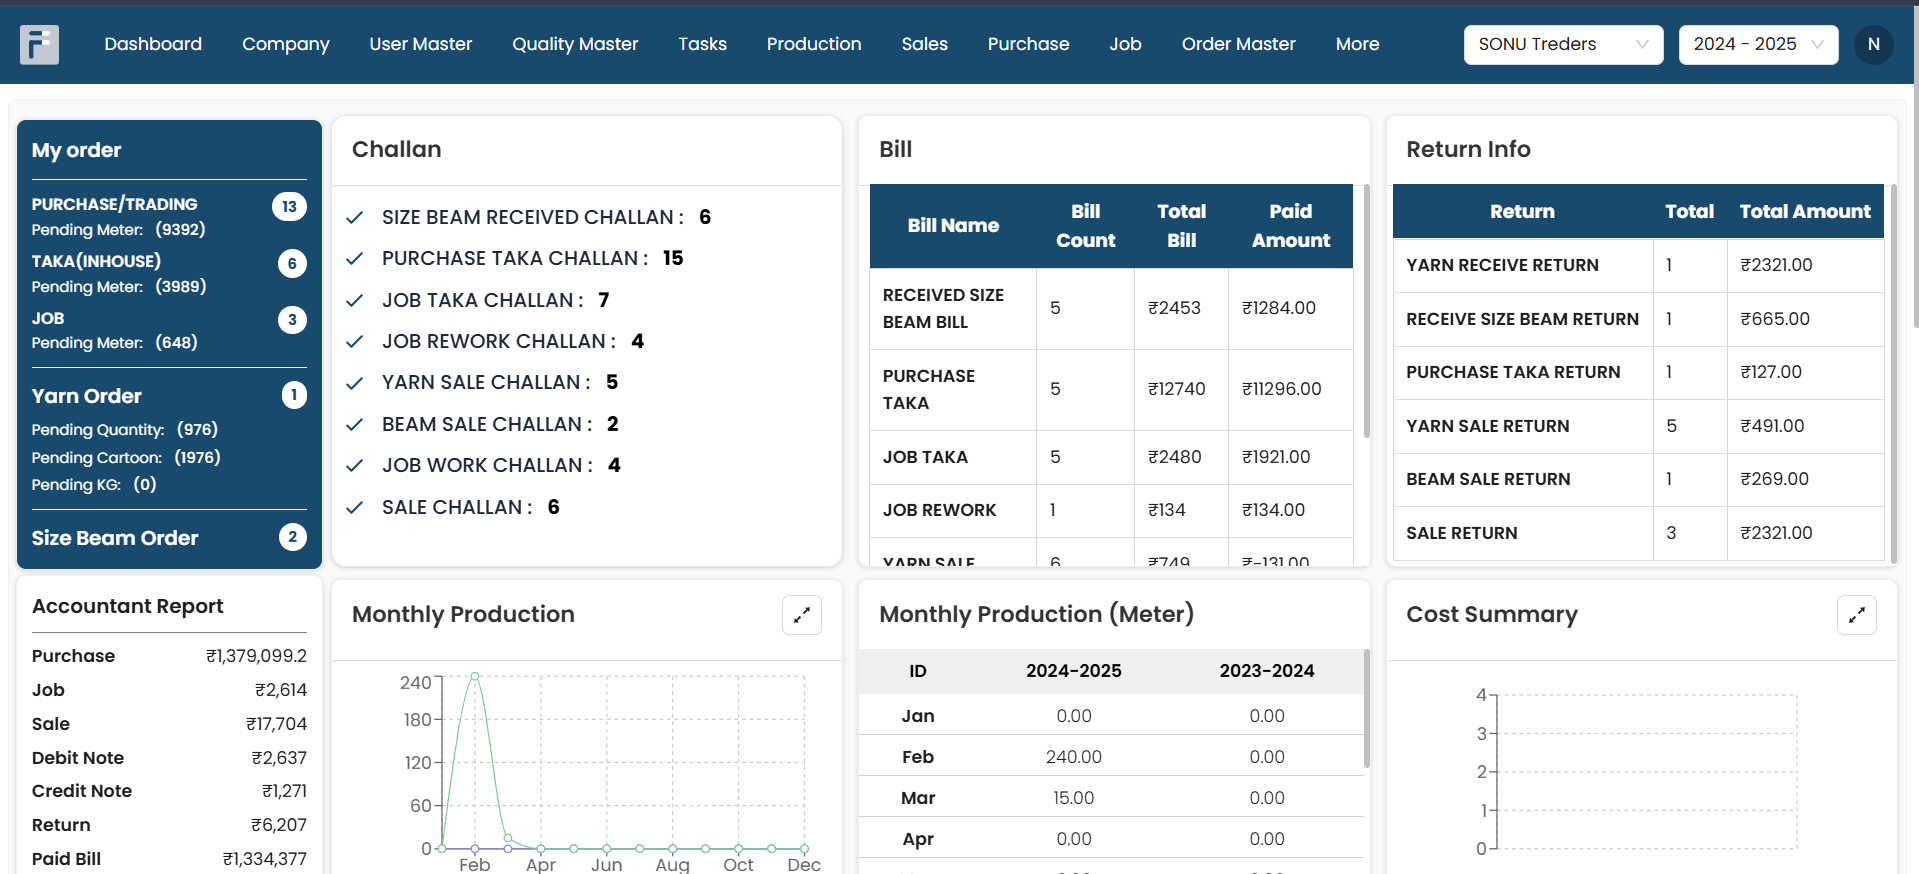 Dashboard Company User Master Quality Master Tasks Production Sales Purchase Job Order Master More SONU Treders 2024 - 2025 N
My order
PURCHASE/TRADING 13
Pending Meter: (9392)
TAKA(INHOUSE) 6
Pending Meter: (3989)
JOB 3
Pending Meter: (648)
Yarn Order 1
Pending Quantity: (976)
Pending Cartoon: (1976)
Pending KG: (0)
Size Beam Order 2
Challan
SIZE BEAM RECEIVED CHALLAN : 6
PURCHASE TAKA CHALLAN : 15
JOB TAKA CHALLAN : 7
JOB REWORK CHALLAN : 4
YARN SALE CHALLAN : 5
BEAM SALE CHALLAN : 2
JOB WORK CHALLAN : 4
SALE CHALLAN : 6
Bill
Bill Name Bill Count Total Bill Paid Amount
RECEIVED SIZE BEAM BILL 5 ₹2453 ₹1284.00
PURCHASE TAKA 5 ₹12740 ₹11296.00
JOB TAKA 5 ₹2480 ₹1921.00
JOB REWORK 1 ₹134 ₹134.00
YARN SALE 6 ₹749 ₹-131.00
Return Info
Return Total Total Amount
YARN RECEIVE RETURN 1 ₹2321.00
RECEIVE SIZE BEAM RETURN 1 ₹665.00
PURCHASE TAKA RETURN 1 ₹127.00
YARN SALE RETURN 5 ₹491.00
BEAM SALE RETURN 1 ₹269.00
SALE RETURN 3 ₹2321.00
Accountant Report
Purchase ₹1,379,099.2
Job ₹2,614
Sale ₹17,704
Debit Note ₹2,637
Credit Note ₹1,271
Return ₹6,207
Paid Bill ₹1,334,377
Monthly Production
240
180
120
60
0
Feb Apr Jun Aug Oct Dec
Monthly Production (Meter)
ID 2024-2025 2023-2024
Jan 0.00 0.00
Feb 240.00 0.00
Mar 15.00 0.00
Apr 0.00 0.00
Cost Summary
4
3
2
1
0